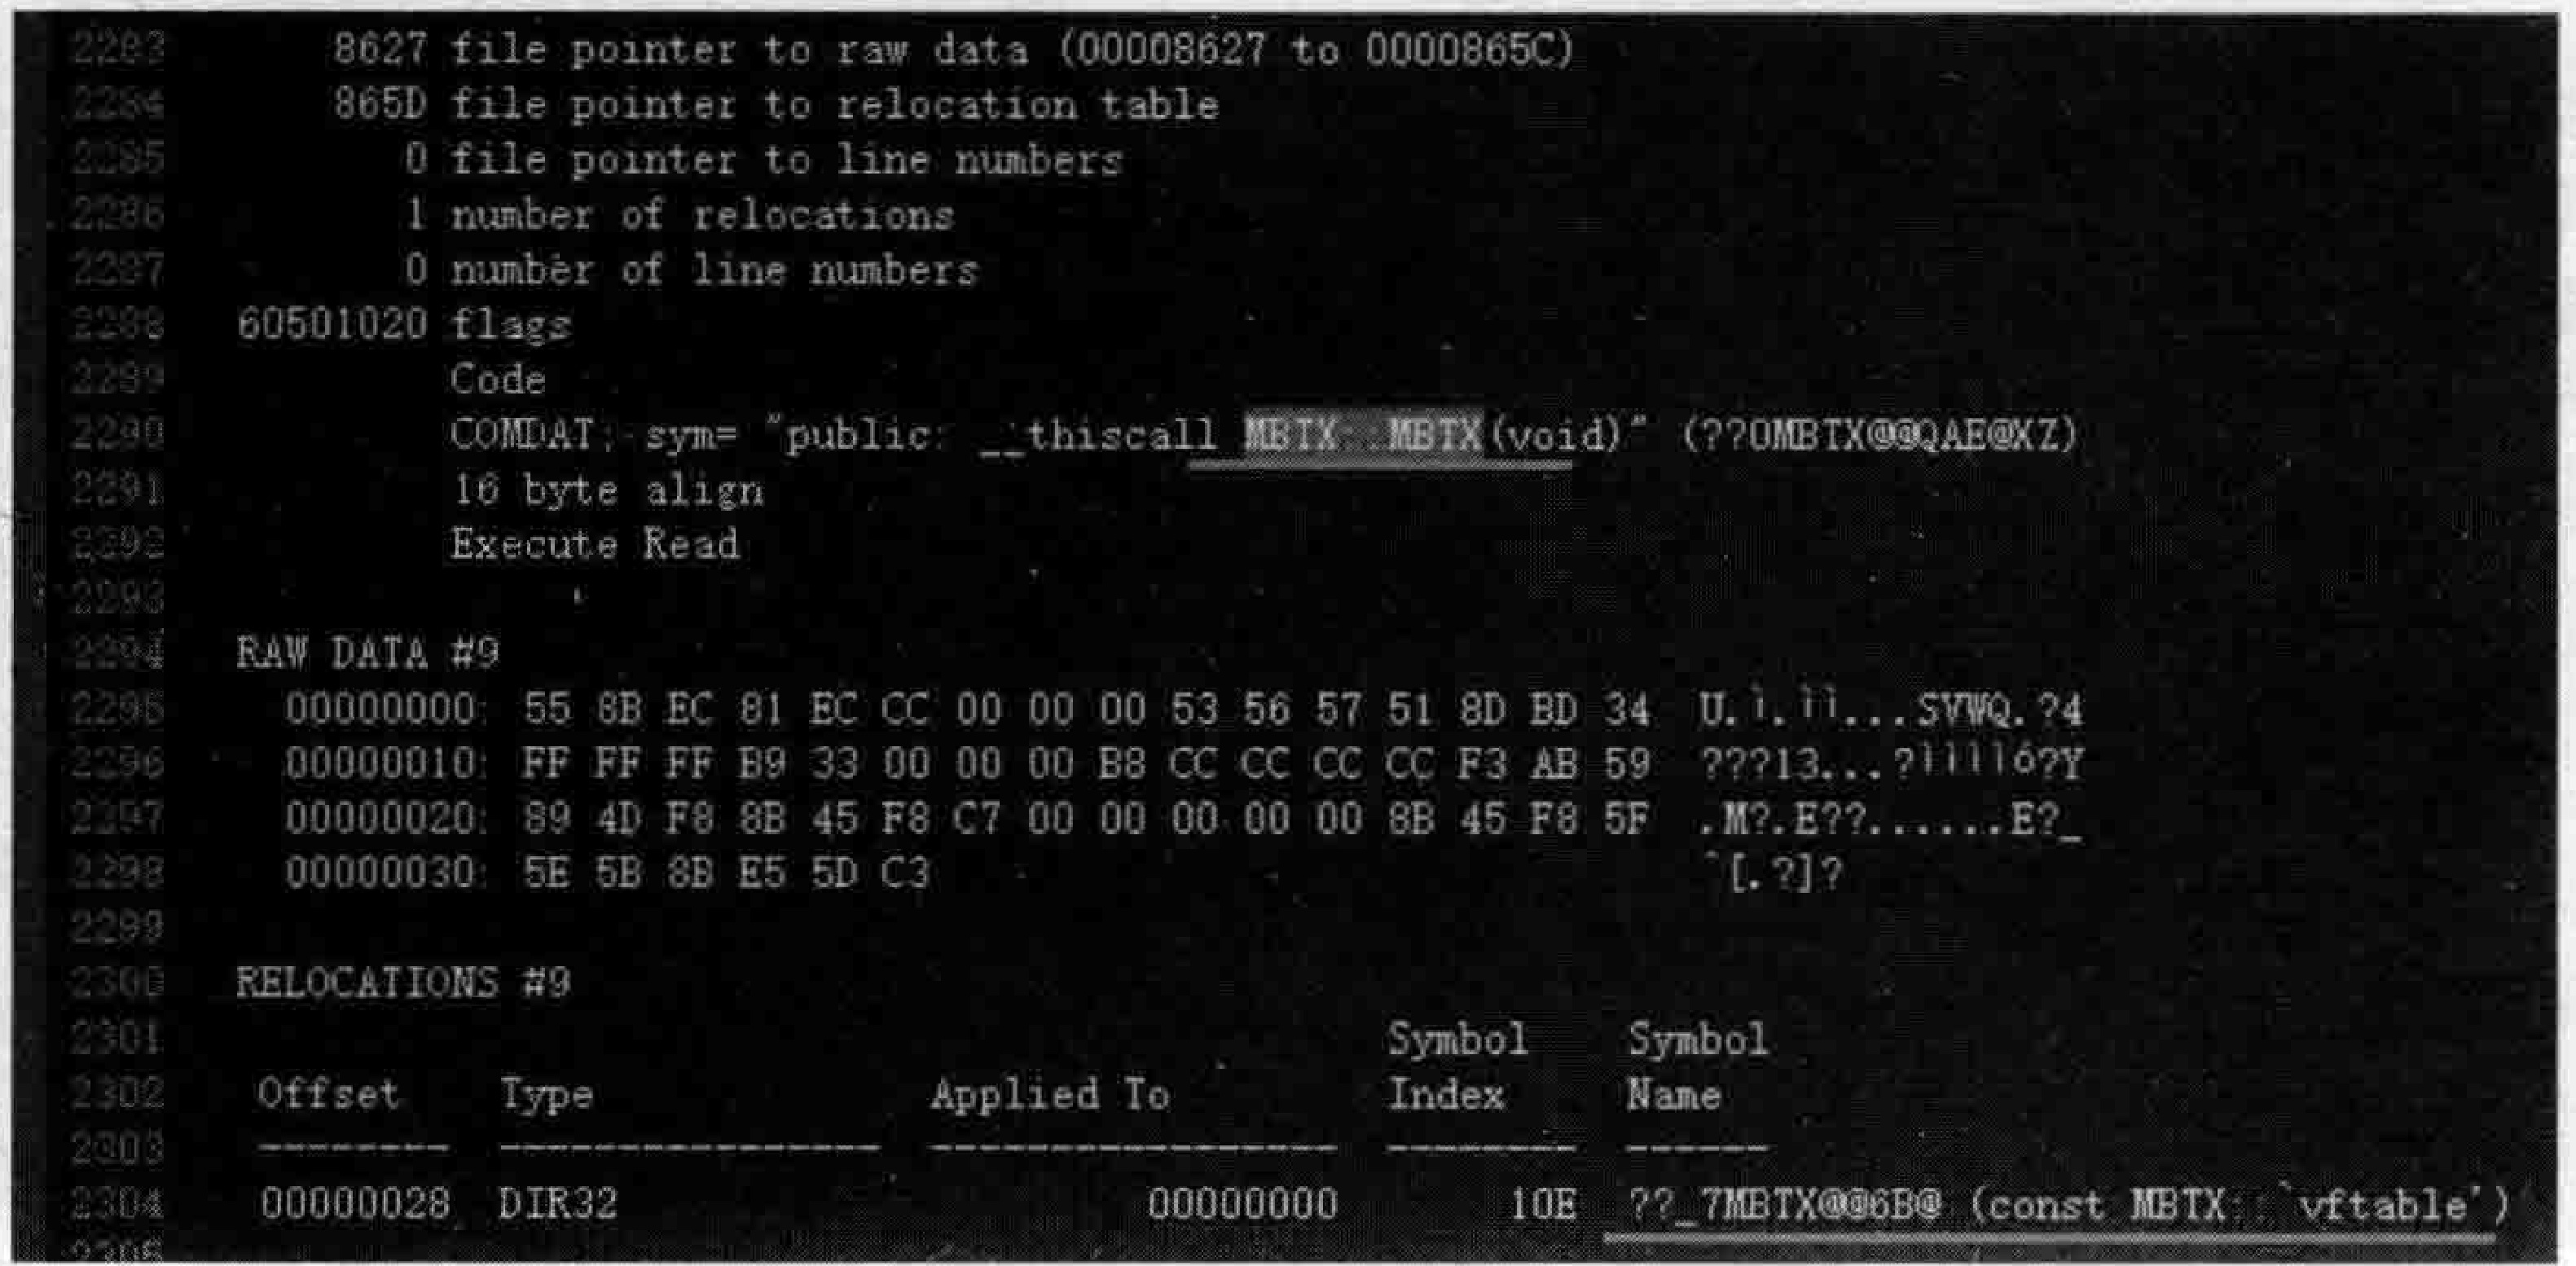 2283 8627 file pointer to raw data (00008627 to 0000865C)
2284 865D file pointer to relocation table
2285 0 file pointer to line numbers
2286 1 number of relocations
2287 0 number of line numbers
2288 60501020 flags
2289 Code
2290 COMDAT; sym= "public: __thiscall MBTX::MBTX(void)" (??0MBTX@@QAE@XZ)
2291 16 byte align
2292 Execute Read
2293
2294 RAW DATA #9
2295 00000000: 55 8B EC 81 EC CC 00 00 00 53 56 57 51 8D BD 34 U.ì.ìì...SVWQ.?4
2296 00000010: FF FF FF B9 33 00 00 00 B8 CC CC CC CC F3 AB 59 ???13...?ììììó?Y
2297 00000020: 89 4D F8 8B 45 F8 C7 00 00 00 00 00 8B 45 F8 5F .M?.E??......E?_
2298 00000030: 5E 5B 8B E5 5D C3 ^[.?]?
2299
2300 RELOCATIONS #9
2301 Symbol Symbol
2302 Offset Type Applied To Index Name
2303 -------- ---------------- ----------------- -------- ------
2304 00000028 DIR32 00000000 10E ??_7MBTX@@6B@ (const MBTX::`vftable')